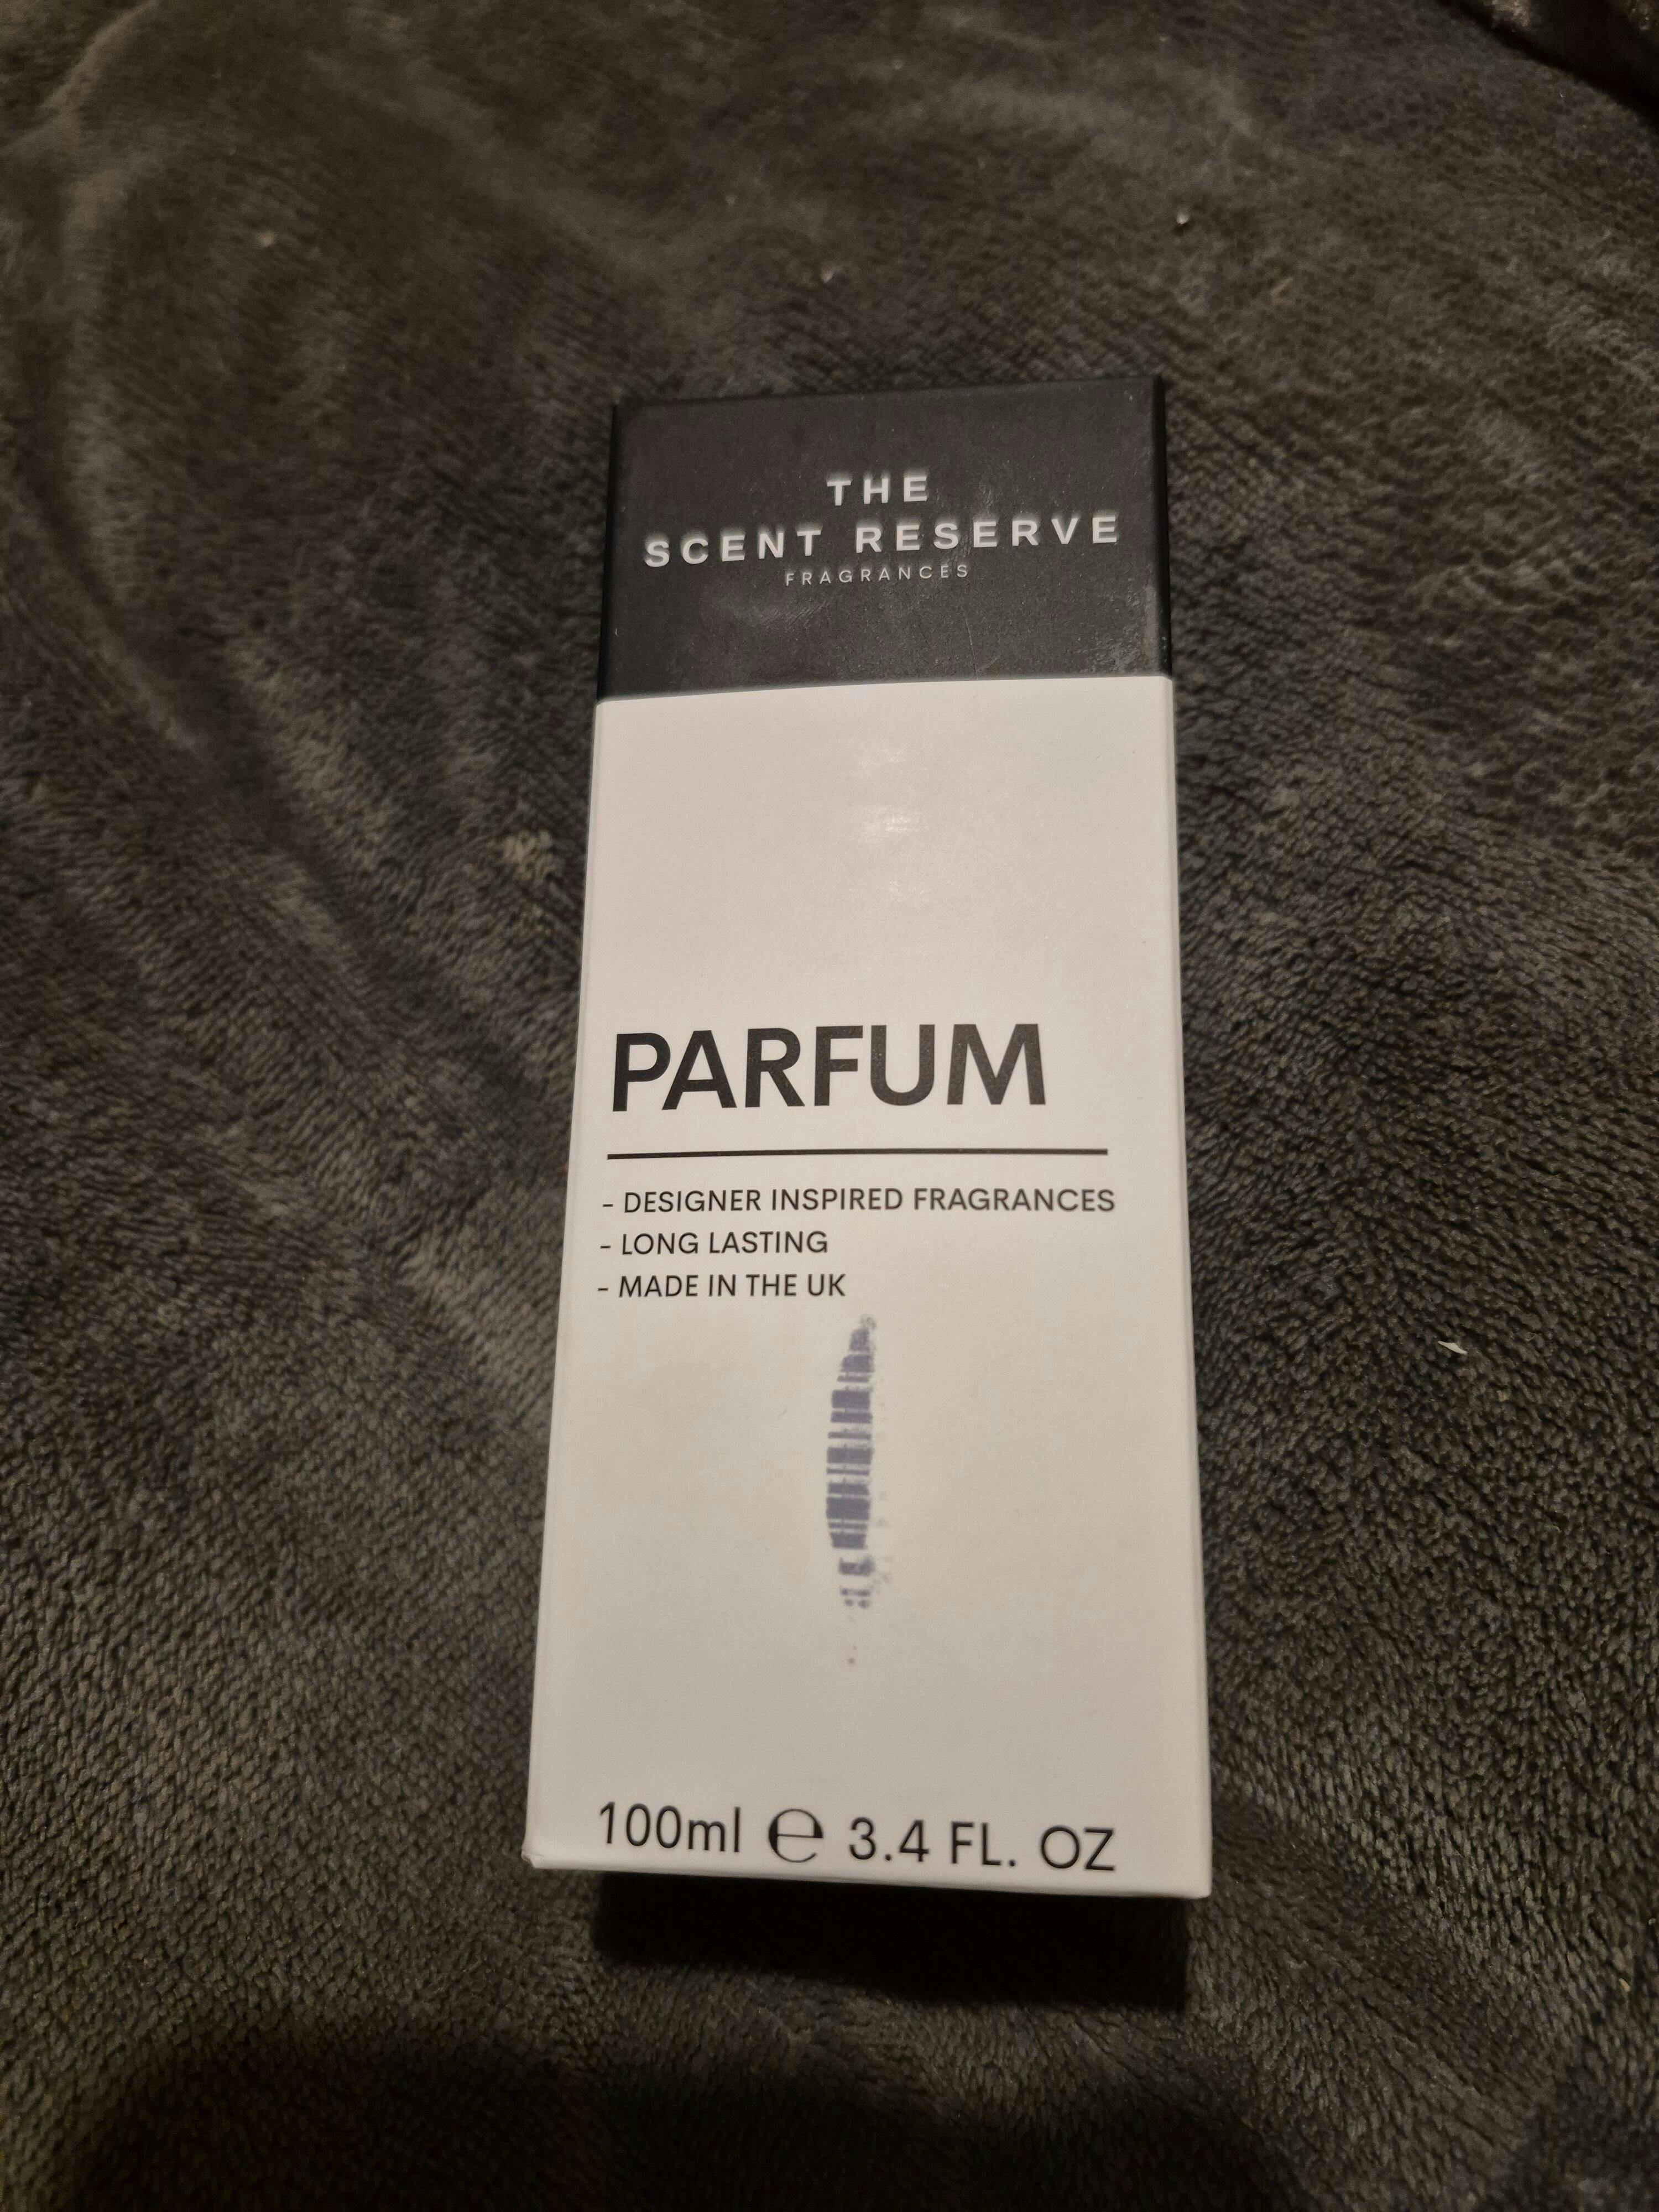 THE
SCENT RESERVE
FRAGRANCES
PARFUM
- DESIGNER INSPIRED FRAGRANCES
- LONG LASTING
- MADE IN THE UK
100ml ℮ 3.4 FL. OZ